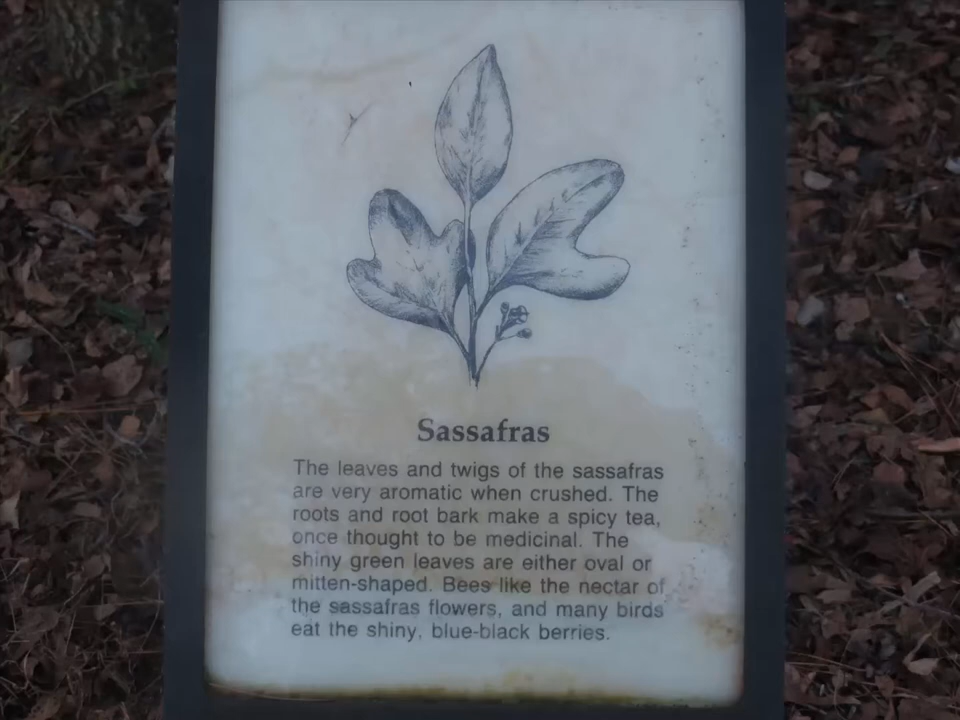 Sassafras
The leaves and twigs of the sassafras
are very aromatic when crushed. The
roots and root bark make a spicy tea,
once thought to be medicinal. The
shiny green leaves are either oval or
mitten-shaped. Bees like the nectar of
the sassafras flowers, and many birds
eat the shiny, blue-black berries.